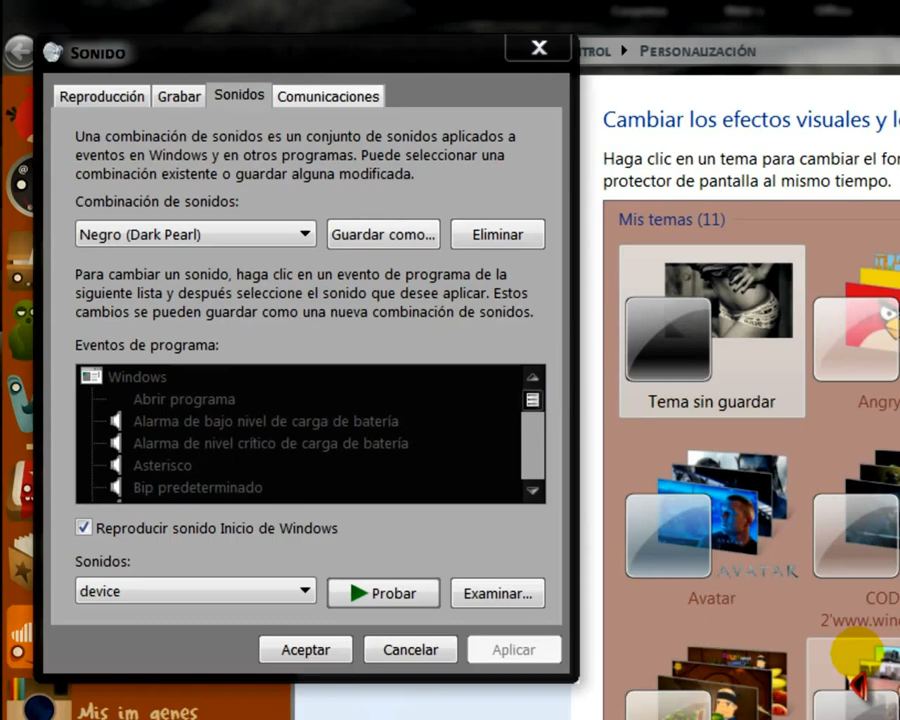 Sonido
Reproducción
Grabar
Sonidos
Comunicaciones
Una combinación de sonidos es un conjunto de sonidos aplicados a
eventos en Windows y en otros programas. Puede seleccionar una
combinación existente o guardar alguna modificada.
Combinación de sonidos:
Negro (Dark Pearl)
Guardar como...
Eliminar
Para cambiar un sonido, haga clic en un evento de programa de la
siguiente lista y después seleccione el sonido que desee aplicar. Estos
cambios se pueden guardar como una nueva combinación de sonidos.
Eventos de programa:
Windows
Abrir programa
Alarma de bajo nivel de carga de batería
Alarma de nivel crítico de carga de batería
Asterisco
Bip predeterminado
Reproducir sonido Inicio de Windows
Sonidos:
device
Probar
Examinar...
Aceptar
Cancelar
Aplicar
Mis im genes
trol
Personalización
Cambiar los efectos visuales y l
Haga clic en un tema para cambiar el fo
protector de pantalla al mismo tiempo.
Mis temas (11)
Tema sin guardar
Angry
AVATAR
Avatar
COD
2'www.win